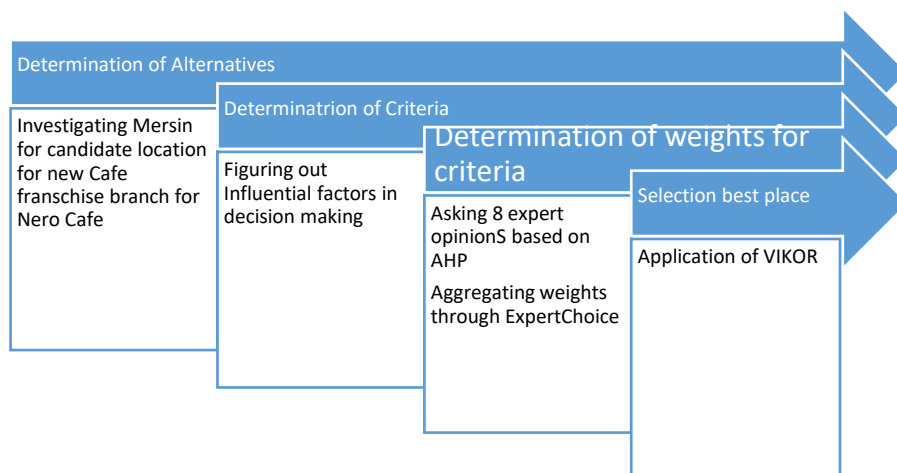 Determination of Alternatives
Investigating Mersin
for candidate location
for new Cafe
franschise branch for
Nero Cafe
Determinatrion of Criteria
Figuring out
Influential factors in
decision making
Determination of weights for
criteria
Asking 8 expert
opinionS based on
AHP
Aggregating weights
through ExpertChoice
Selection best place
Application of VIKOR